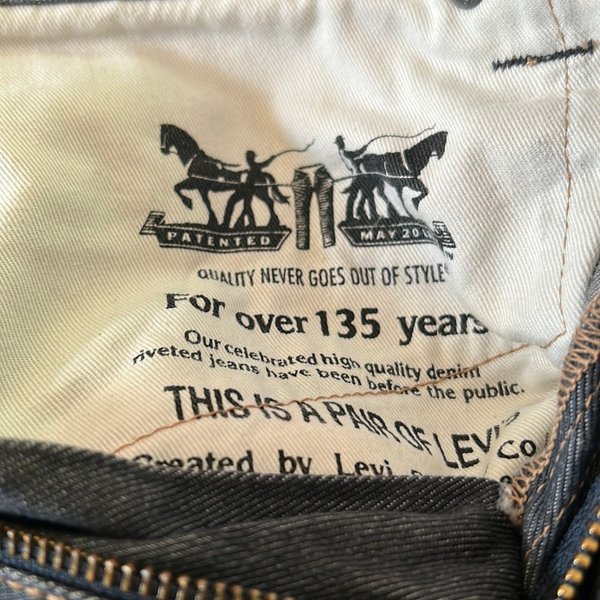 PATENTED MAY 20
QUALITY NEVER GOES OUT OF STYLE
For over 135 years
Our celebrated high quality denim
riveted jeans have been before the public.
THIS IS A PAIR OF LEVI'S
Created by Levi Co